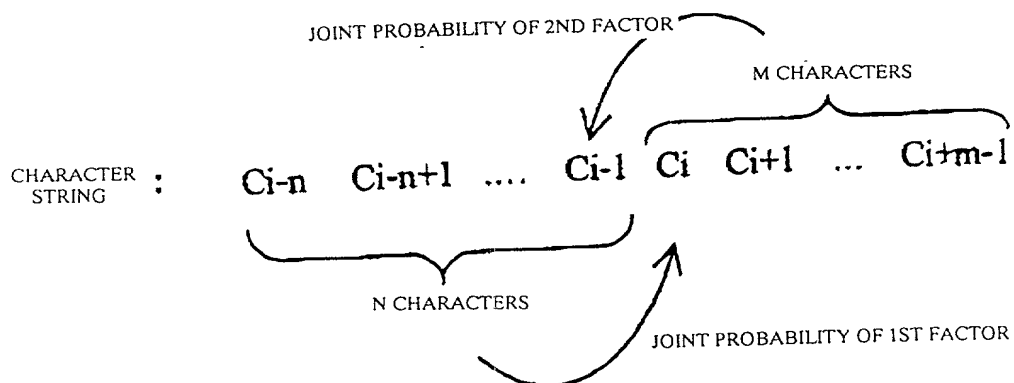 JOINT PROBABILITY OF 2ND FACTOR
M CHARACTERS
CHARACTER
STRING : Ci-n Ci-n+1 .... Ci-1 Ci Ci+1 ... Ci+m-1
N CHARACTERS
JOINT PROBABILITY OF 1ST FACTOR